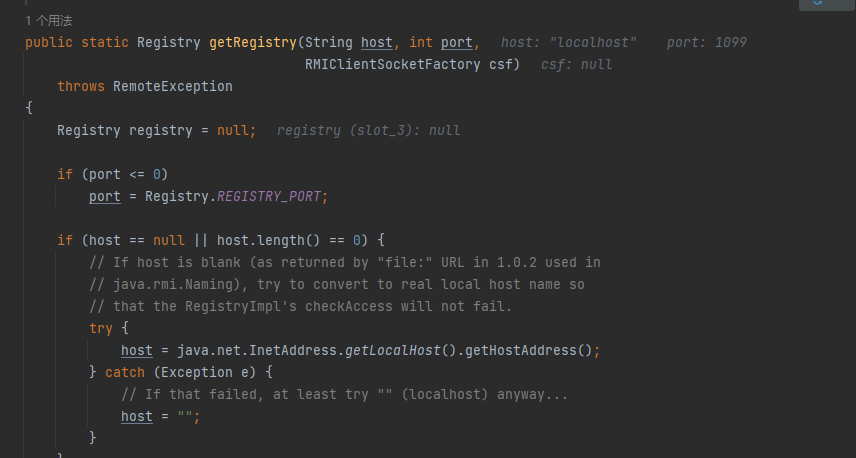 1 个用法
public static Registry getRegistry(String host, int port, host: "localhost" port: 1099
RMIClientSocketFactory csf) csf: null
throws RemoteException
{
Registry registry = null; registry (slot_3): null
if (port <= 0)
port = Registry.REGISTRY_PORT;
if (host == null || host.length() == 0) {
// If host is blank (as returned by "file:" URL in 1.0.2 used in
// java.rmi.Naming), try to convert to real local host name so
// that the RegistryImpl's checkAccess will not fail.
try {
host = java.net.InetAddress.getLocalHost().getHostAddress();
} catch (Exception e) {
// If that failed, at least try "" (localhost) anyway...
host = "";
}